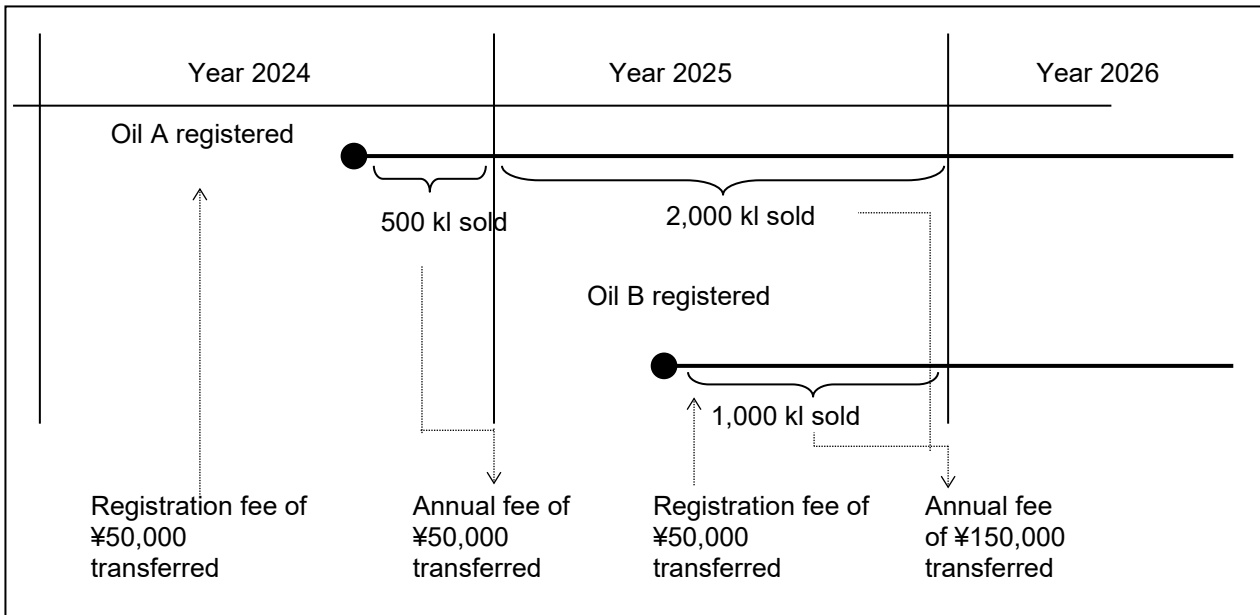 Year 2024
Year 2025
Year 2026
Oil A registered
500 kl sold
2,000 kl sold
Oil B registered
1,000 kl sold
Registration fee of
¥50,000
transferred
Annual fee of
¥50,000
transferred
Registration fee of
¥50,000
transferred
Annual fee
of ¥150,000
transferred